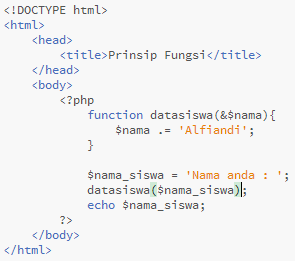 <!DOCTYPE html>
<html>
    <head>
        <title>Prinsip Fungsi</title>
    </head>
    <body>
        <?php
            function datasiswa(&$nama){
                $nama .= 'Alfiandi';
            }

            $nama_siswa = 'Nama anda : ';
            datasiswa($nama_siswa);
            echo $nama_siswa;
        ?>
    </body>
</html>